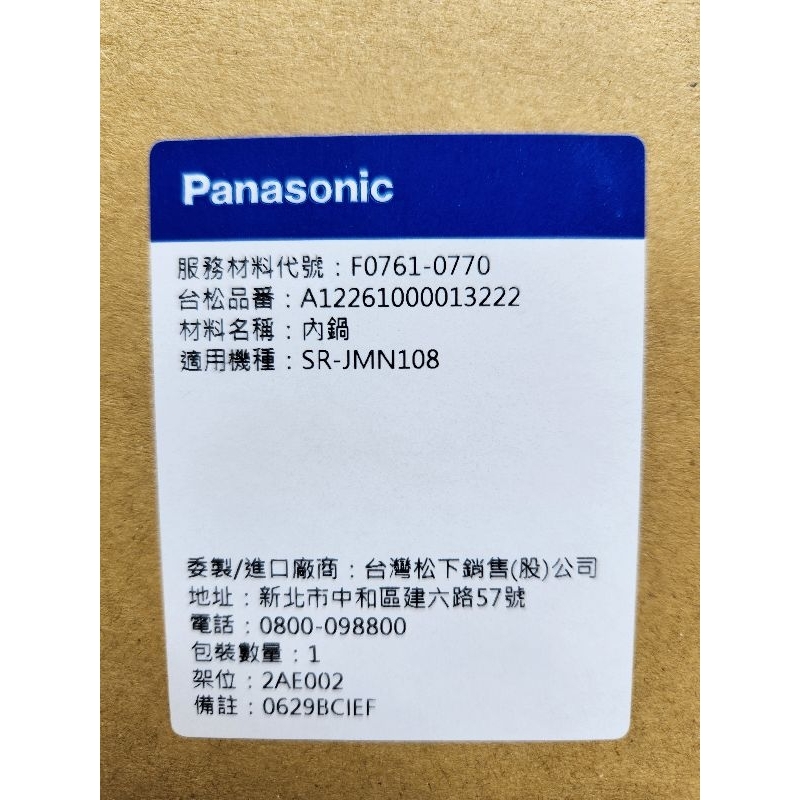 Panasonic
服務材料代號：F0761-0770
台松品番：A12261000013222
材料名稱：內鍋
適用機種：SR-JMN108
委製/進口廠商：台灣松下銷售(股)公司
地址：新北市中和區建六路57號
電話：0800-098800
包裝數量：1
架位：2AE002
備註：0629BCIEF